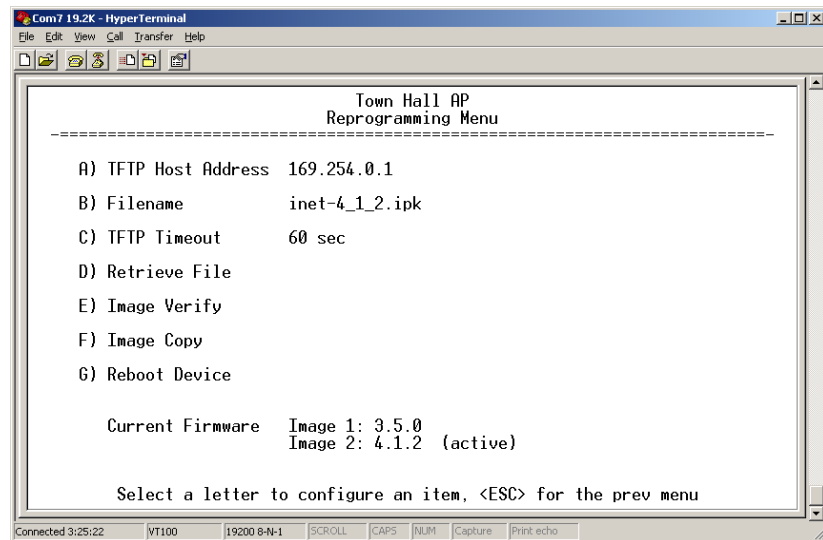 Com7 19.2K - HyperTerminal
File Edit View Call Transfer Help
Town Hall AP
Reprogramming Menu
-==========================================================================-
A) TFTP Host Address 169.254.0.1
B) Filename inet-4_1_2.ipk
C) TFTP Timeout 60 sec
D) Retrieve File
E) Image Verify
F) Image Copy
G) Reboot Device
Current Firmware Image 1: 3.5.0
Image 2: 4.1.2 (active)
Select a letter to configure an item, <ESC> for the prev menu
Connected 3:25:22 VT100 19200 8-N-1 SCROLL CAPS NUM Capture Print echo